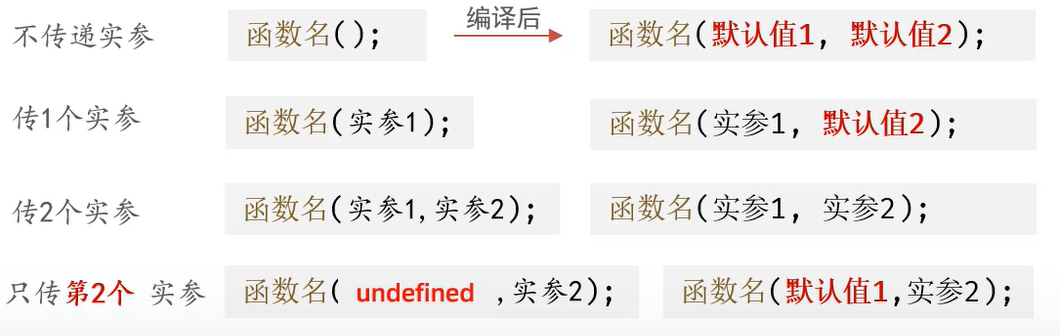 不传递实参 函数名(); 编译后 函数名(默认值1, 默认值2);
传1个实参 函数名(实参1); 函数名(实参1, 默认值2);
传2个实参 函数名(实参1,实参2); 函数名(实参1, 实参2);
只传第2个 实参 函数名( undefined ,实参2); 函数名(默认值1,实参2);